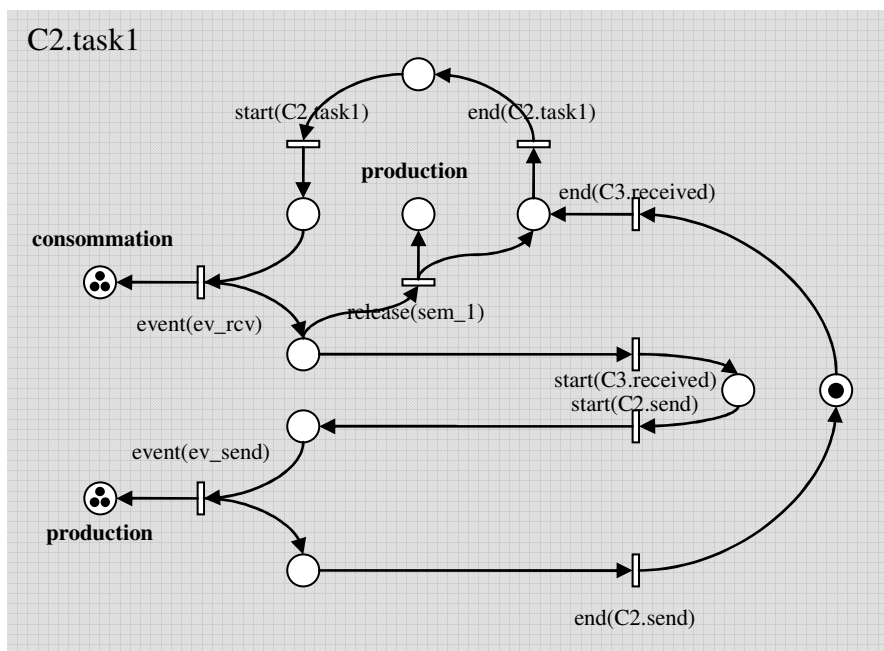 C2.task1
start(C2.task1)
end(C2.task1)
production
end(C3.received)
consommation
event(ev_rcv)
release(sem_1)
start(C3.received)
start(C2.send)
event(ev_send)
production
end(C2.send)